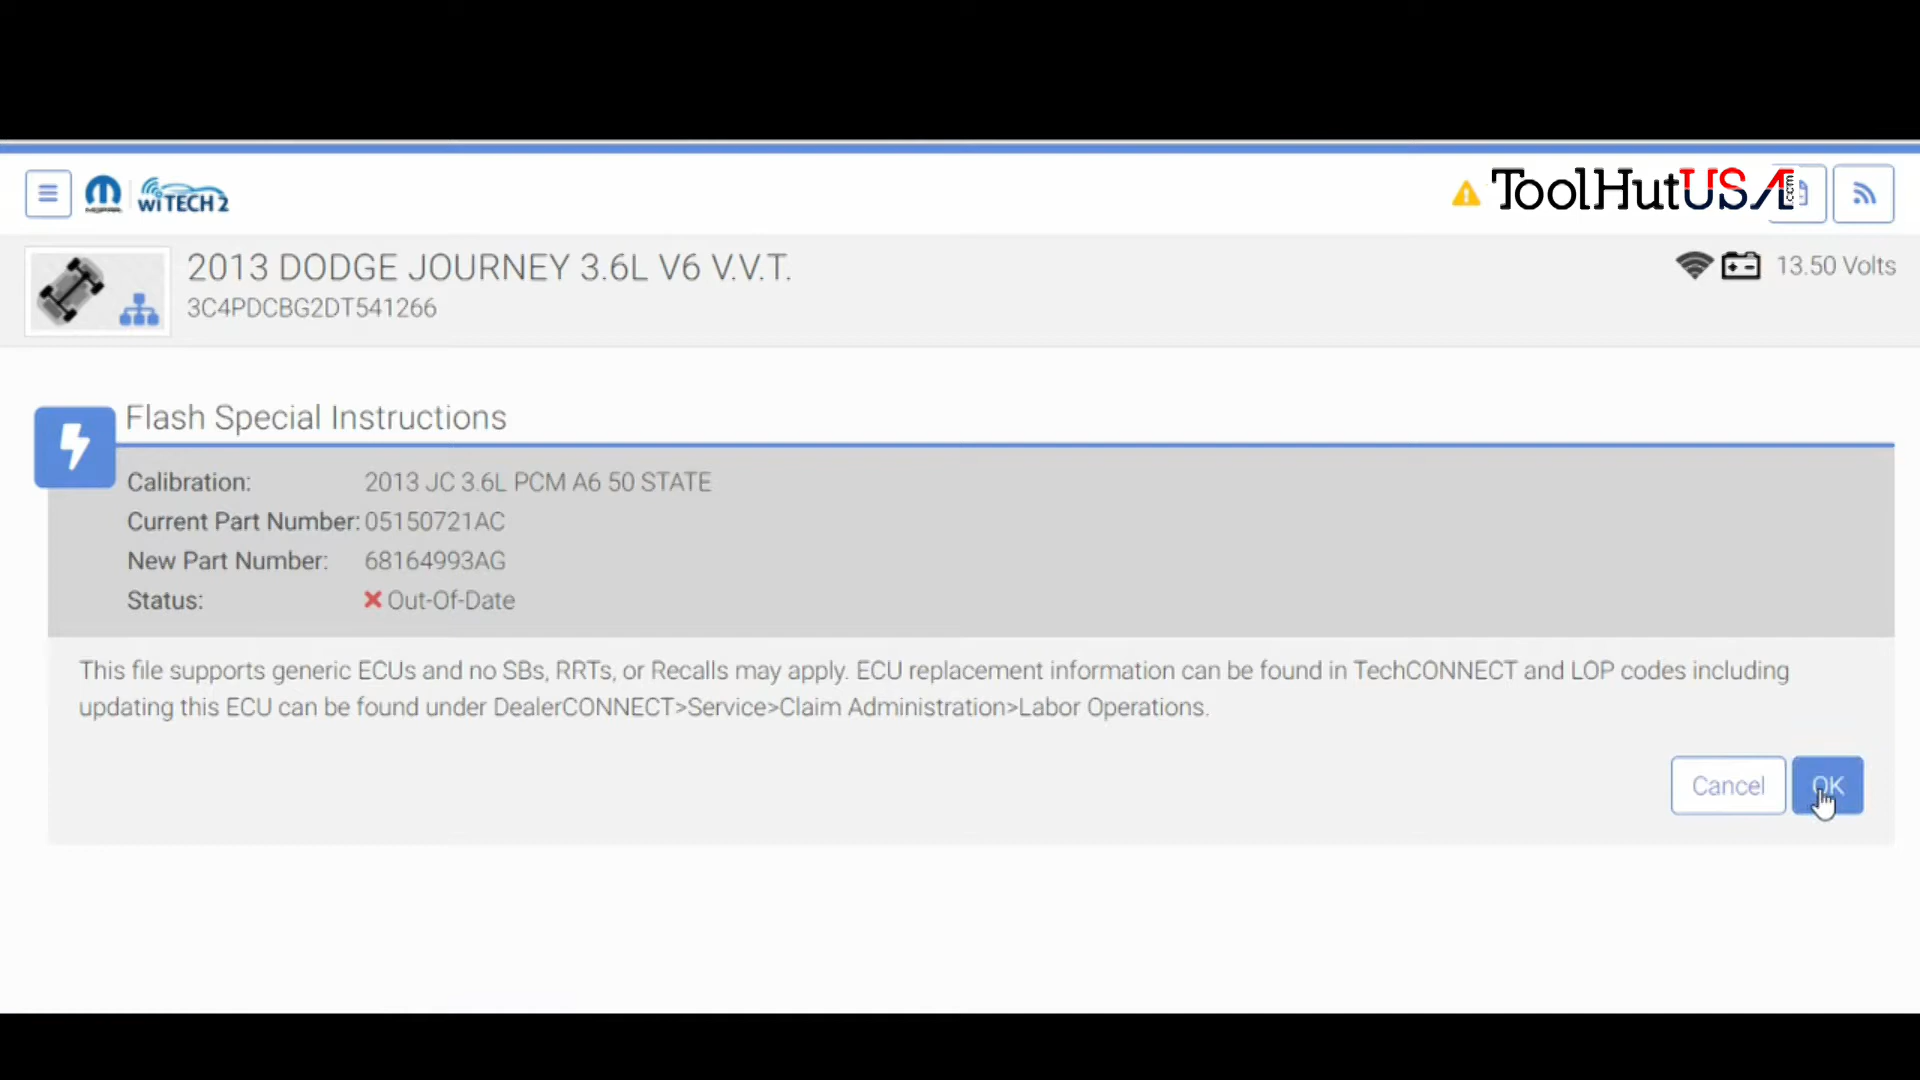 MOPAR wiTECH 2
ToolHutUSA.com
2013 DODGE JOURNEY 3.6L V6 V.V.T.
3C4PDCBG2DT541266
13.50 Volts
Flash Special Instructions
Calibration: 2013 JC 3.6L PCM A6 50 STATE
Current Part Number: 05150721AC
New Part Number: 68164993AG
Status: Out-Of-Date
This file supports generic ECUs and no SBs, RRTs, or Recalls may apply. ECU replacement information can be found in TechCONNECT and LOP codes including
updating this ECU can be found under DealerCONNECT>Service>Claim Administration>Labor Operations.
Cancel OK